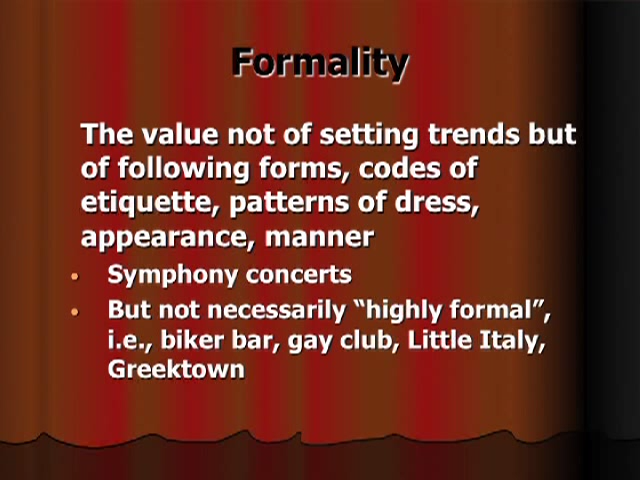 Formality
The value not of setting trends but
of following forms, codes of
etiquette, patterns of dress,
appearance, manner
• Symphony concerts
• But not necessarily “highly formal”,
i.e., biker bar, gay club, Little Italy,
Greektown